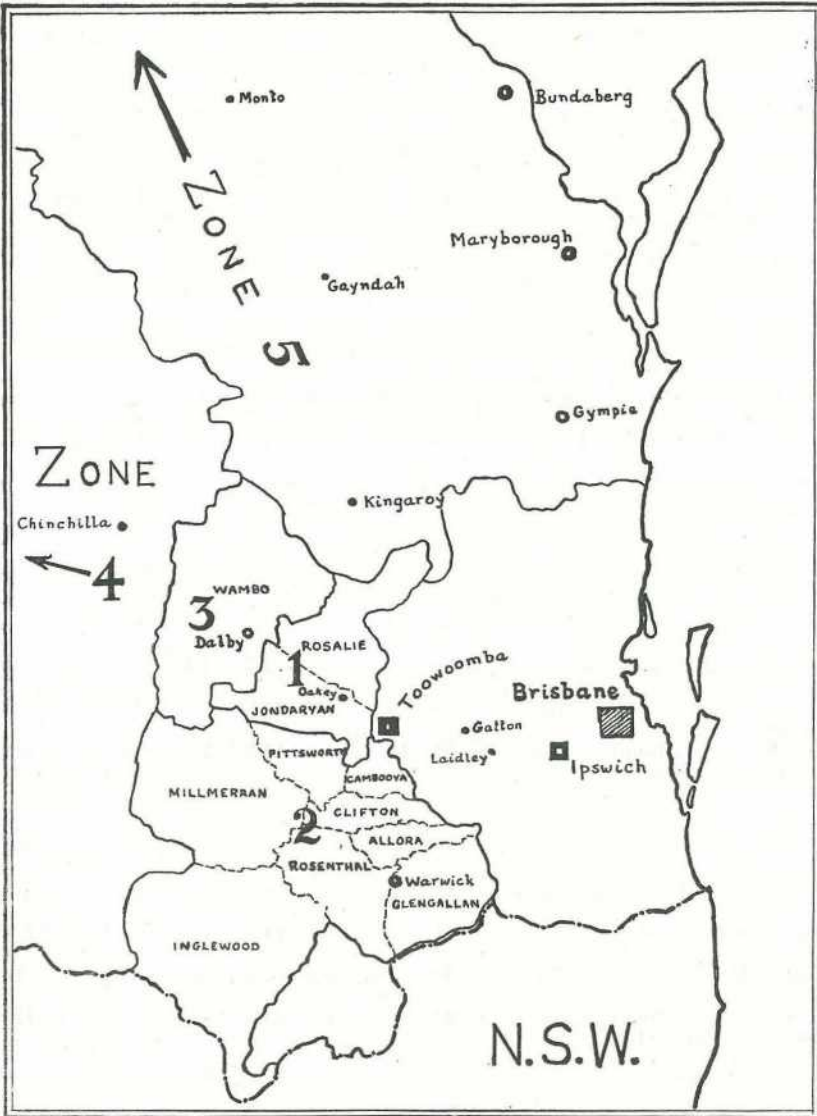 Monto
Bundaberg
ZONE 5
Maryborough
Gayndah
Gympie
ZONE
Kingaroy
Chinchilla
4
WAMBO
3
Dalby
ROSALIE
1
Oakey
Toowoomba
JONDARYAN
Brisbane
Gatton
PITTSWORTH
Laidley
Ipswich
CAMBOOYA
MILLMERRAN
CLIFTON
2
ALLORA
ROSENTHAL
Warwick
GLENGALLAN
INGLEWOOD
N.S.W.